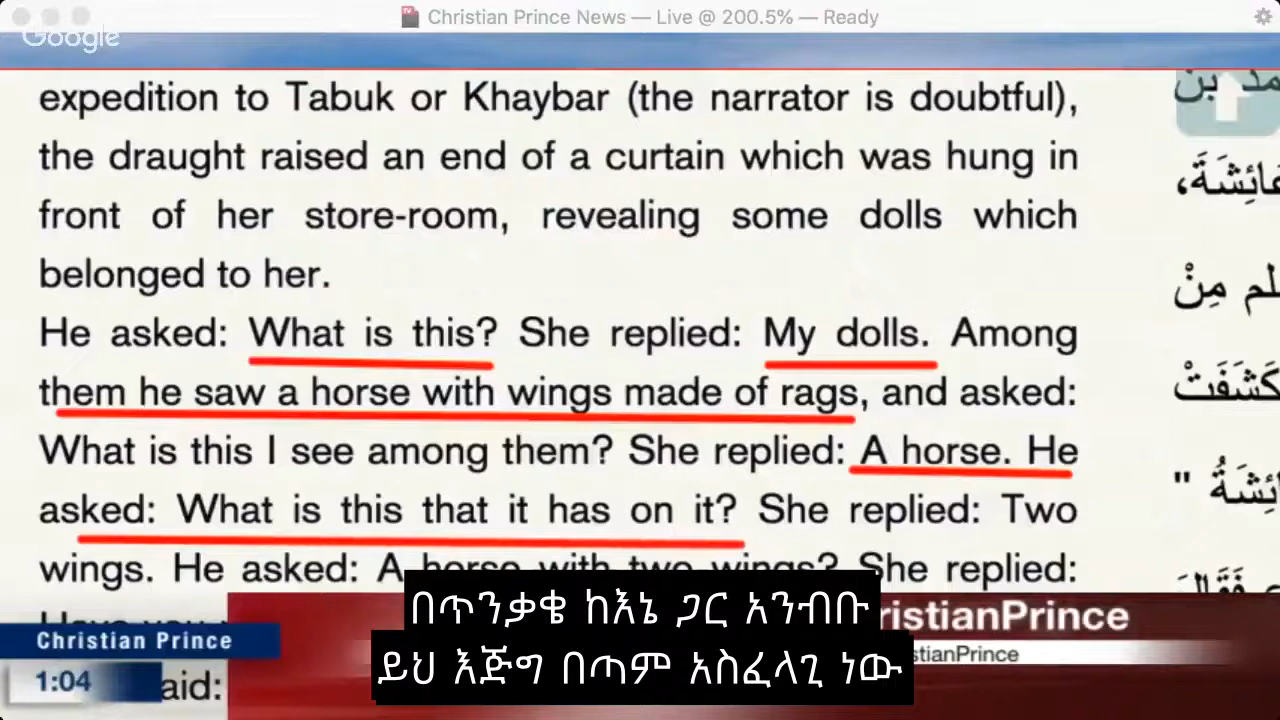 Christian Prince News — Live @ 200.5% — Ready
Google
expedition to Tabuk or Khaybar (the narrator is doubtful),
the draught raised an end of a curtain which was hung in
front of her store-room, revealing some dolls which
belonged to her.
He asked: What is this? She replied: My dolls. Among
them he saw a horse with wings made of rags, and asked:
What is this I see among them? She replied: A horse. He
asked: What is this that it has on it? She replied: Two
wings. He asked: A horse with two wings? She replied:
aid:
عَائِشَةَ،
مِنْ
كَشَفَتْ
"
በጥንቃቄ ከእኔ ጋር አንብቡ
ይህ እጅግ በጣም አስፈላጊ ነው
Christian Prince
1:04
ristianPrince
stianPrince